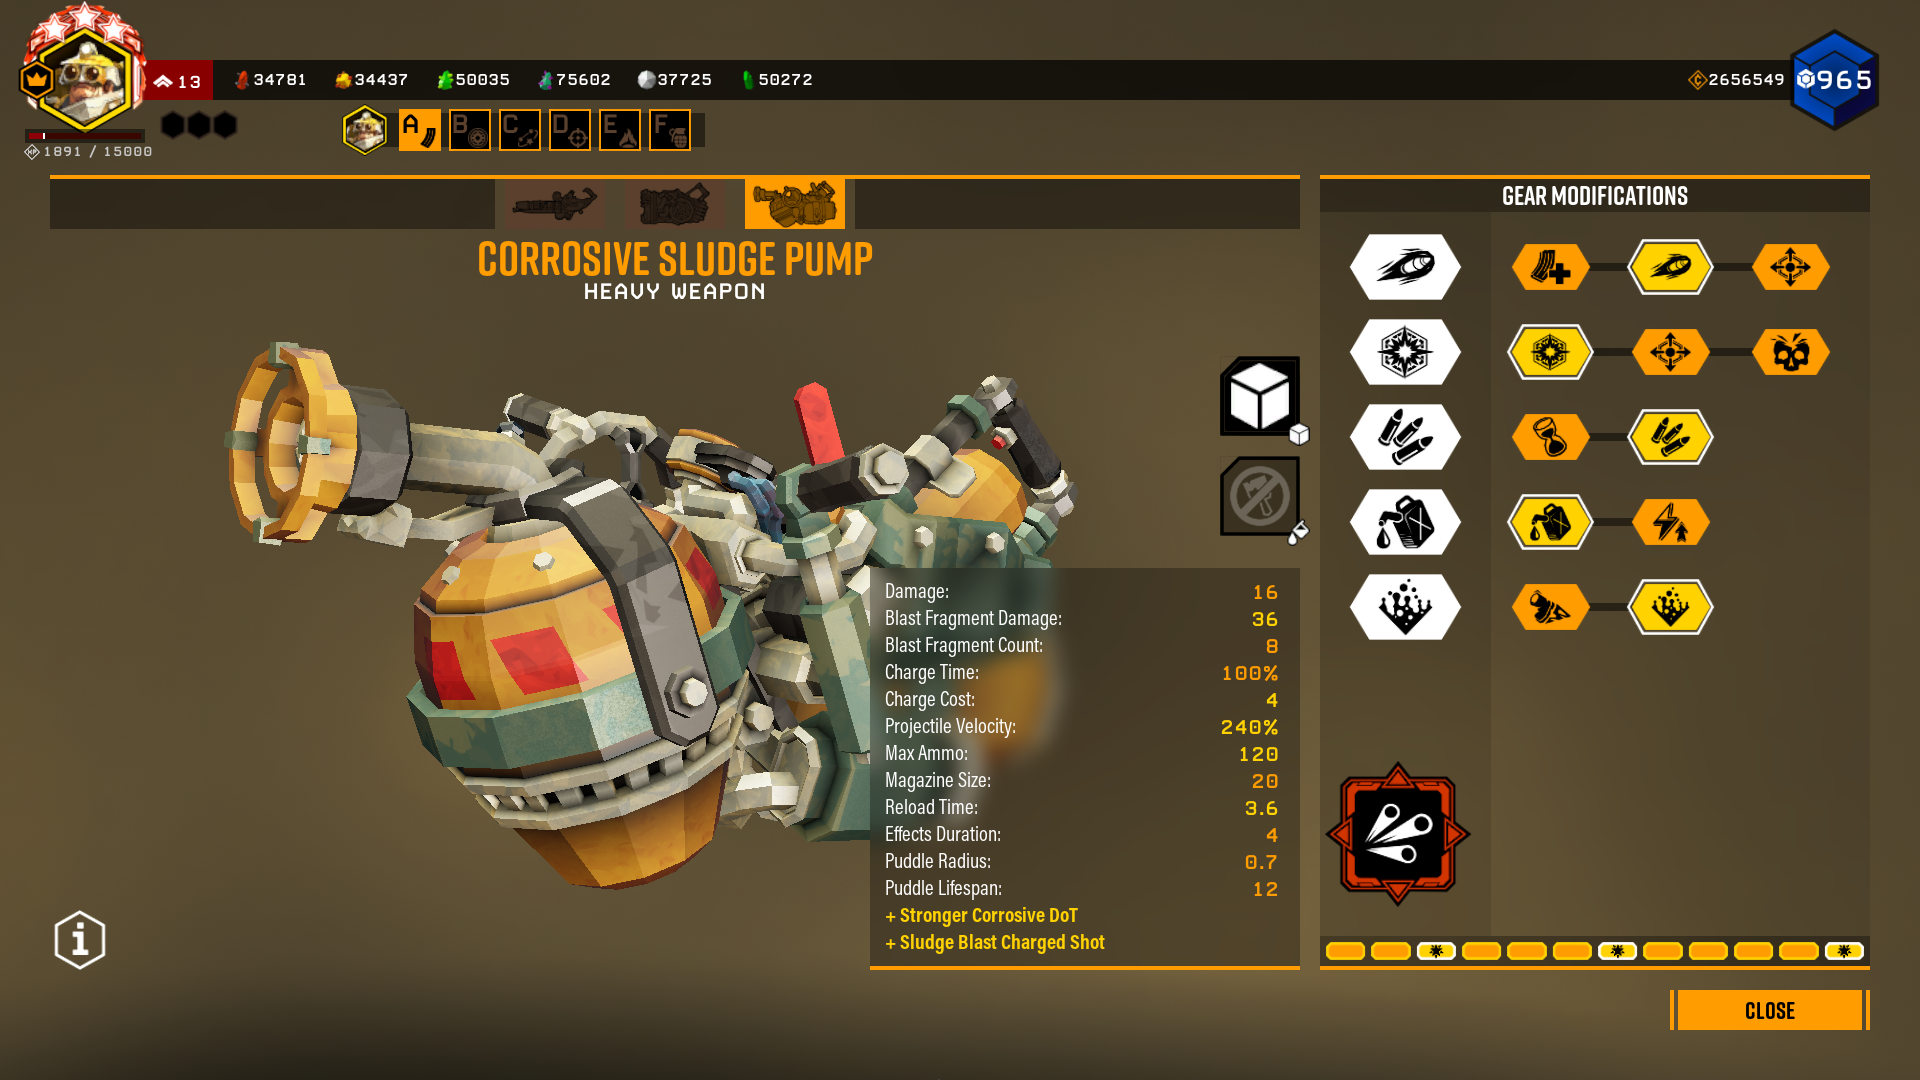 13 34781 34437 50035 75602 37725 50272 2656549 965
1891 / 15000
A B C D E F
GEAR MODIFICATIONS
CORROSIVE SLUDGE PUMP
HEAVY WEAPON
Damage: 16
Blast Fragment Damage: 36
Blast Fragment Count: 8
Charge Time: 100%
Charge Cost: 4
Projectile Velocity: 240%
Max Ammo: 120
Magazine Size: 20
Reload Time: 3.6
Effects Duration: 4
Puddle Radius: 0.7
Puddle Lifespan: 12
+ Stronger Corrosive DoT
+ Sludge Blast Charged Shot
CLOSE